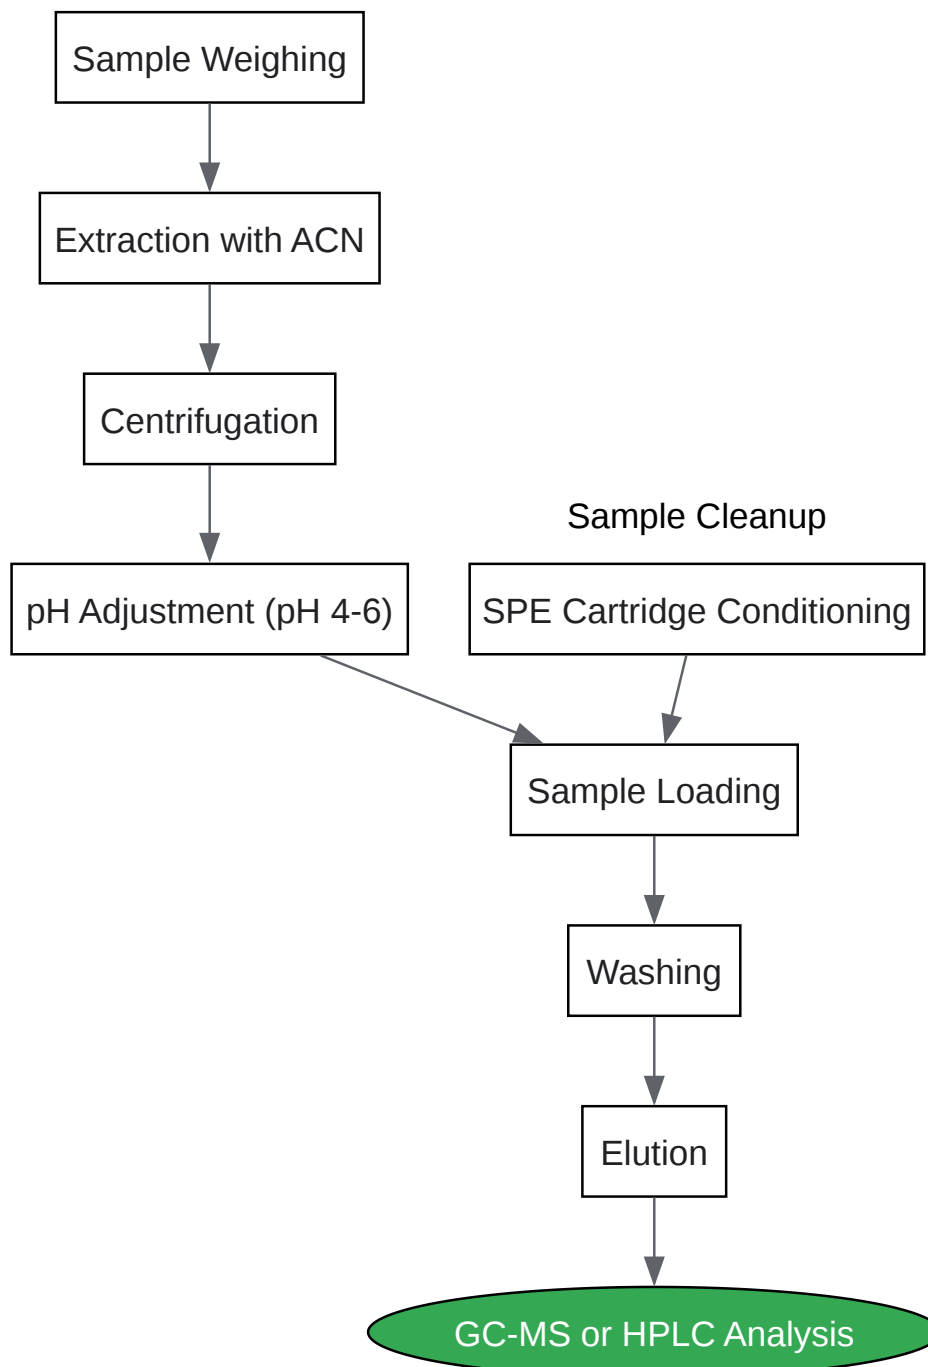 Sample Weighing
Extraction with ACN
Centrifugation
pH Adjustment (pH 4-6)
Sample Cleanup
SPE Cartridge Conditioning
Sample Loading
Washing
Elution
GC-MS or HPLC Analysis